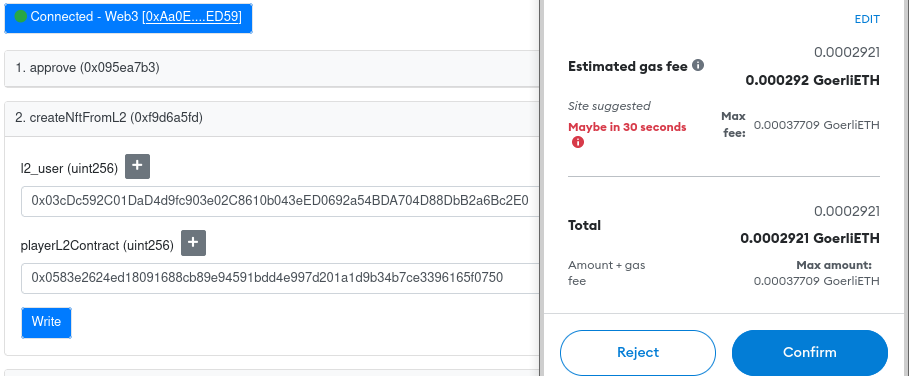 Connected - Web3 [0xAa0E....ED59]
1. approve (0x095ea7b3)
2. createNftFromL2 (0xf9d6a5fd)
l2_user (uint256) +
0x03cDc592C01DaD4d9fc903e02C8610b043eED0692a54BDA704D88DbB2a6Bc2E0
playerL2Contract (uint256) +
0x0583e2624ed18091688cb89e94591bdd4e997d201a1d9b34b7ce3396165f0750
Write
EDIT
0.0002921
Estimated gas fee
0.000292 GoerliETH
Site suggested
Maybe in 30 seconds
Max fee: 0.00037709 GoerliETH
0.0002921
Total
0.0002921 GoerliETH
Amount + gas fee
Max amount:
0.00037709 GoerliETH
Reject
Confirm